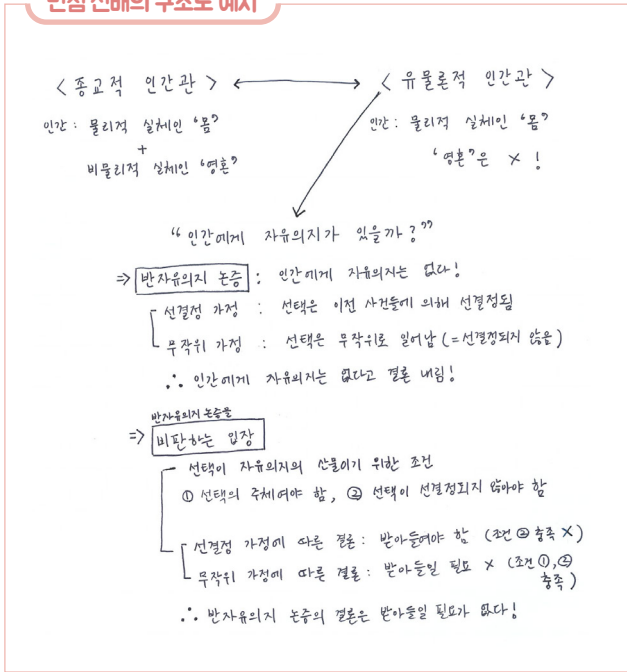 만점 선배의 구조도 예시
< 종교적 인간관 > ↔ < 유물론적 인간관 >
인간 : 물리적 실체인 '몸' 인간 : 물리적 실체인 '몸'
+
비물리적 실체인 '영혼' '영혼'은 × !
"인간에게 자유의지가 있을까?"
⇒ 반자유의지 논증 : 인간에게 자유의지는 없다!
선결정 가정 : 선택은 이전 사건들에 의해 선결정됨
무작위 가정 : 선택은 무작위로 일어남 (=선결정되지 않음)
∴ 인간에게 자유의지는 없다고 결론 내림!
반자유의지 논증을
⇒ 비판하는 입장
선택이 자유의지의 산물이기 위한 조건
① 선택의 주체여야 함, ② 선택이 선결정되지 않아야 함
선결정 가정에 따른 결론 : 받아들여야 함 (조건 ② 충족 ×)
무작위 가정에 따른 결론 : 받아들일 필요 × (조건 ①, ②
충족)
∴ 반자유의지 논증의 결론은 받아들일 필요가 없다!